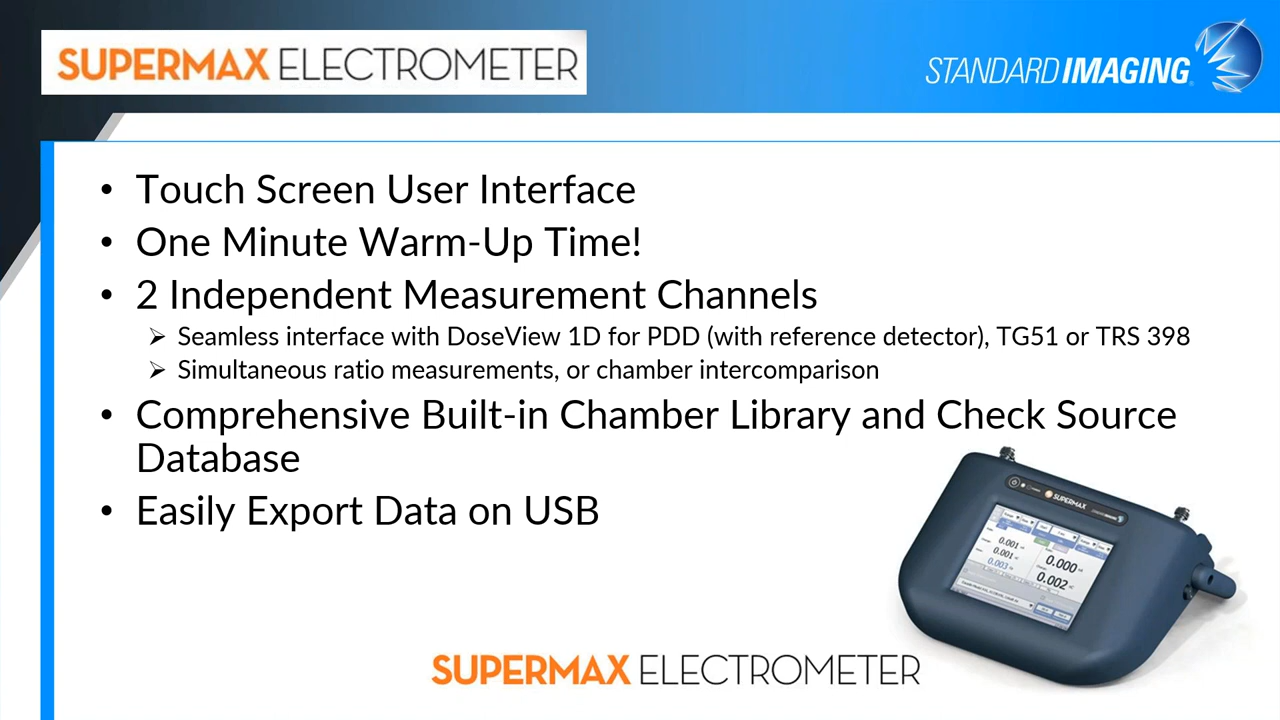 SUPERMAX ELECTROMETER
STANDARD IMAGING
• Touch Screen User Interface
• One Minute Warm-Up Time!
• 2 Independent Measurement Channels
➢ Seamless interface with DoseView 1D for PDD (with reference detector), TG51 or TRS 398
➢ Simultaneous ratio measurements, or chamber intercomparison
• Comprehensive Built-in Chamber Library and Check Source
Database
• Easily Export Data on USB
SUPERMAX
0.001
0.001
0.003
0.000
0.002
SUPERMAX ELECTROMETER